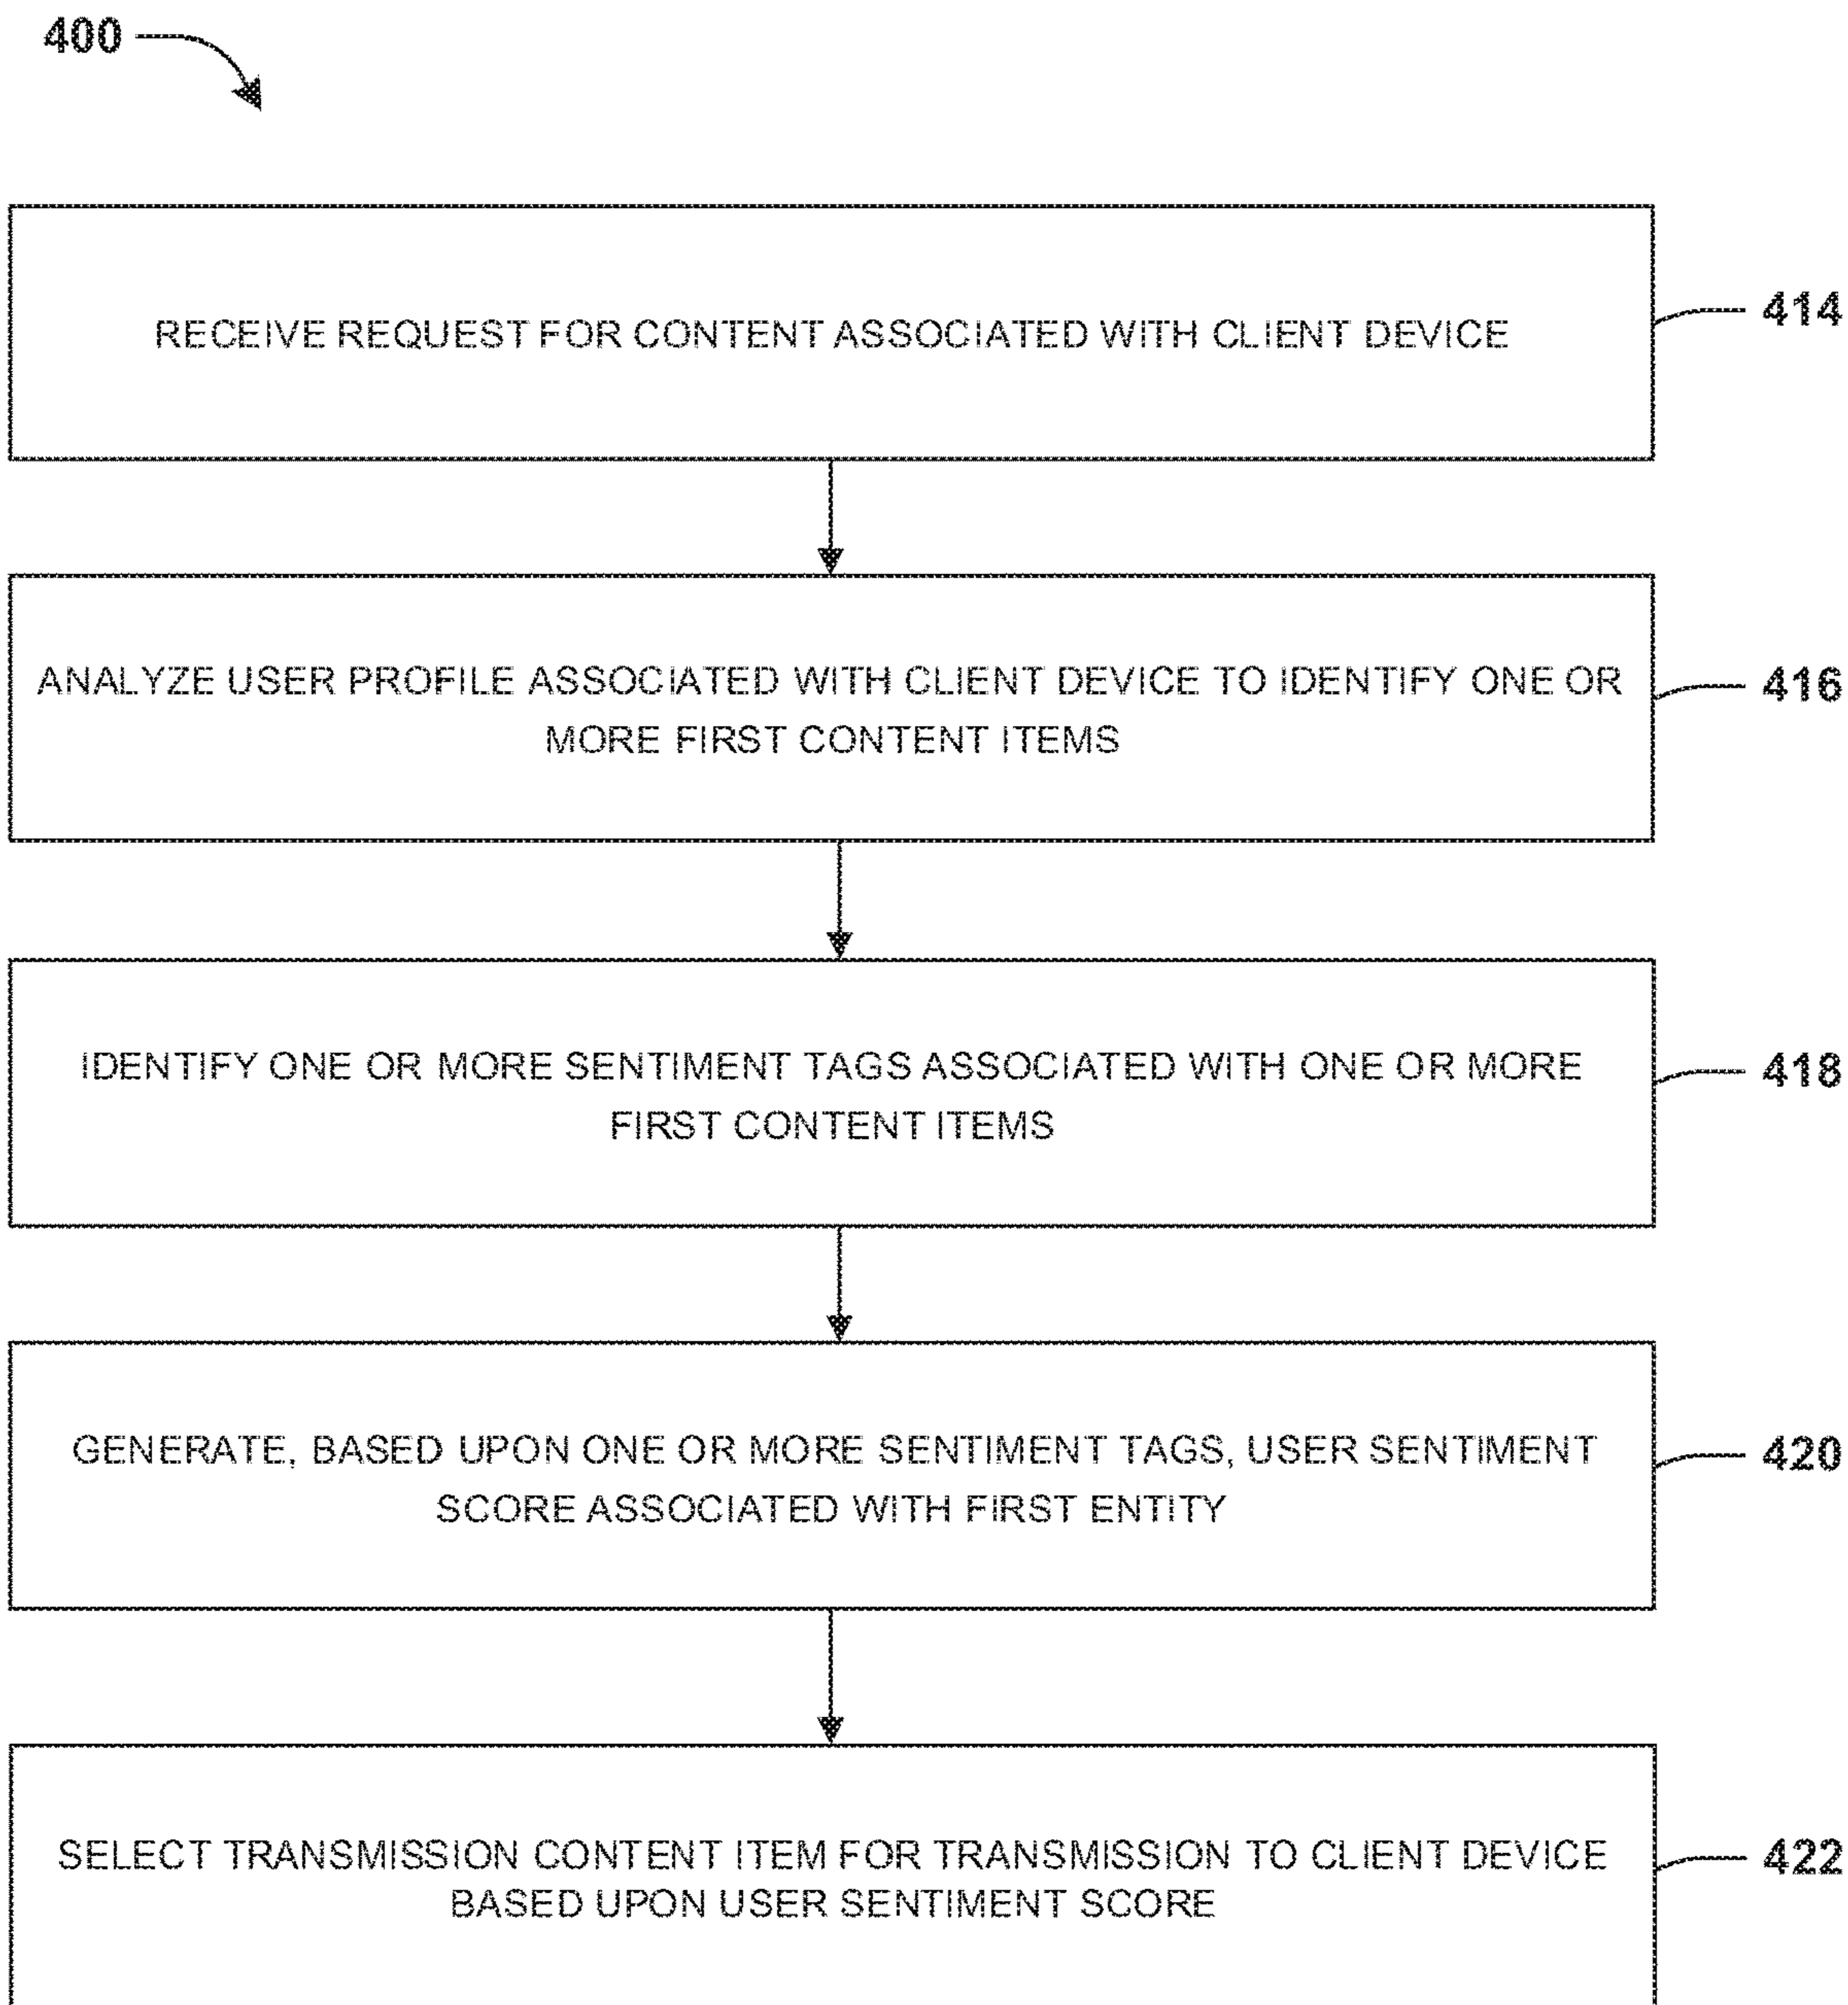 400
RECEIVE REQUEST FOR CONTENT ASSOCIATED WITH CLIENT DEVICE
414
ANALYZE USER PROFILE ASSOCIATED WITH CLIENT DEVICE TO IDENTIFY ONE OR
MORE FIRST CONTENT ITEMS
416
IDENTIFY ONE OR MORE SENTIMENT TAGS ASSOCIATED WITH ONE OR MORE
FIRST CONTENT ITEMS
418
GENERATE, BASED UPON ONE OR MORE SENTIMENT TAGS, USER SENTIMENT
SCORE ASSOCIATED WITH FIRST ENTITY
420
SELECT TRANSMISSION CONTENT ITEM FOR TRANSMISSION TO CLIENT DEVICE
BASED UPON USER SENTIMENT SCORE
422